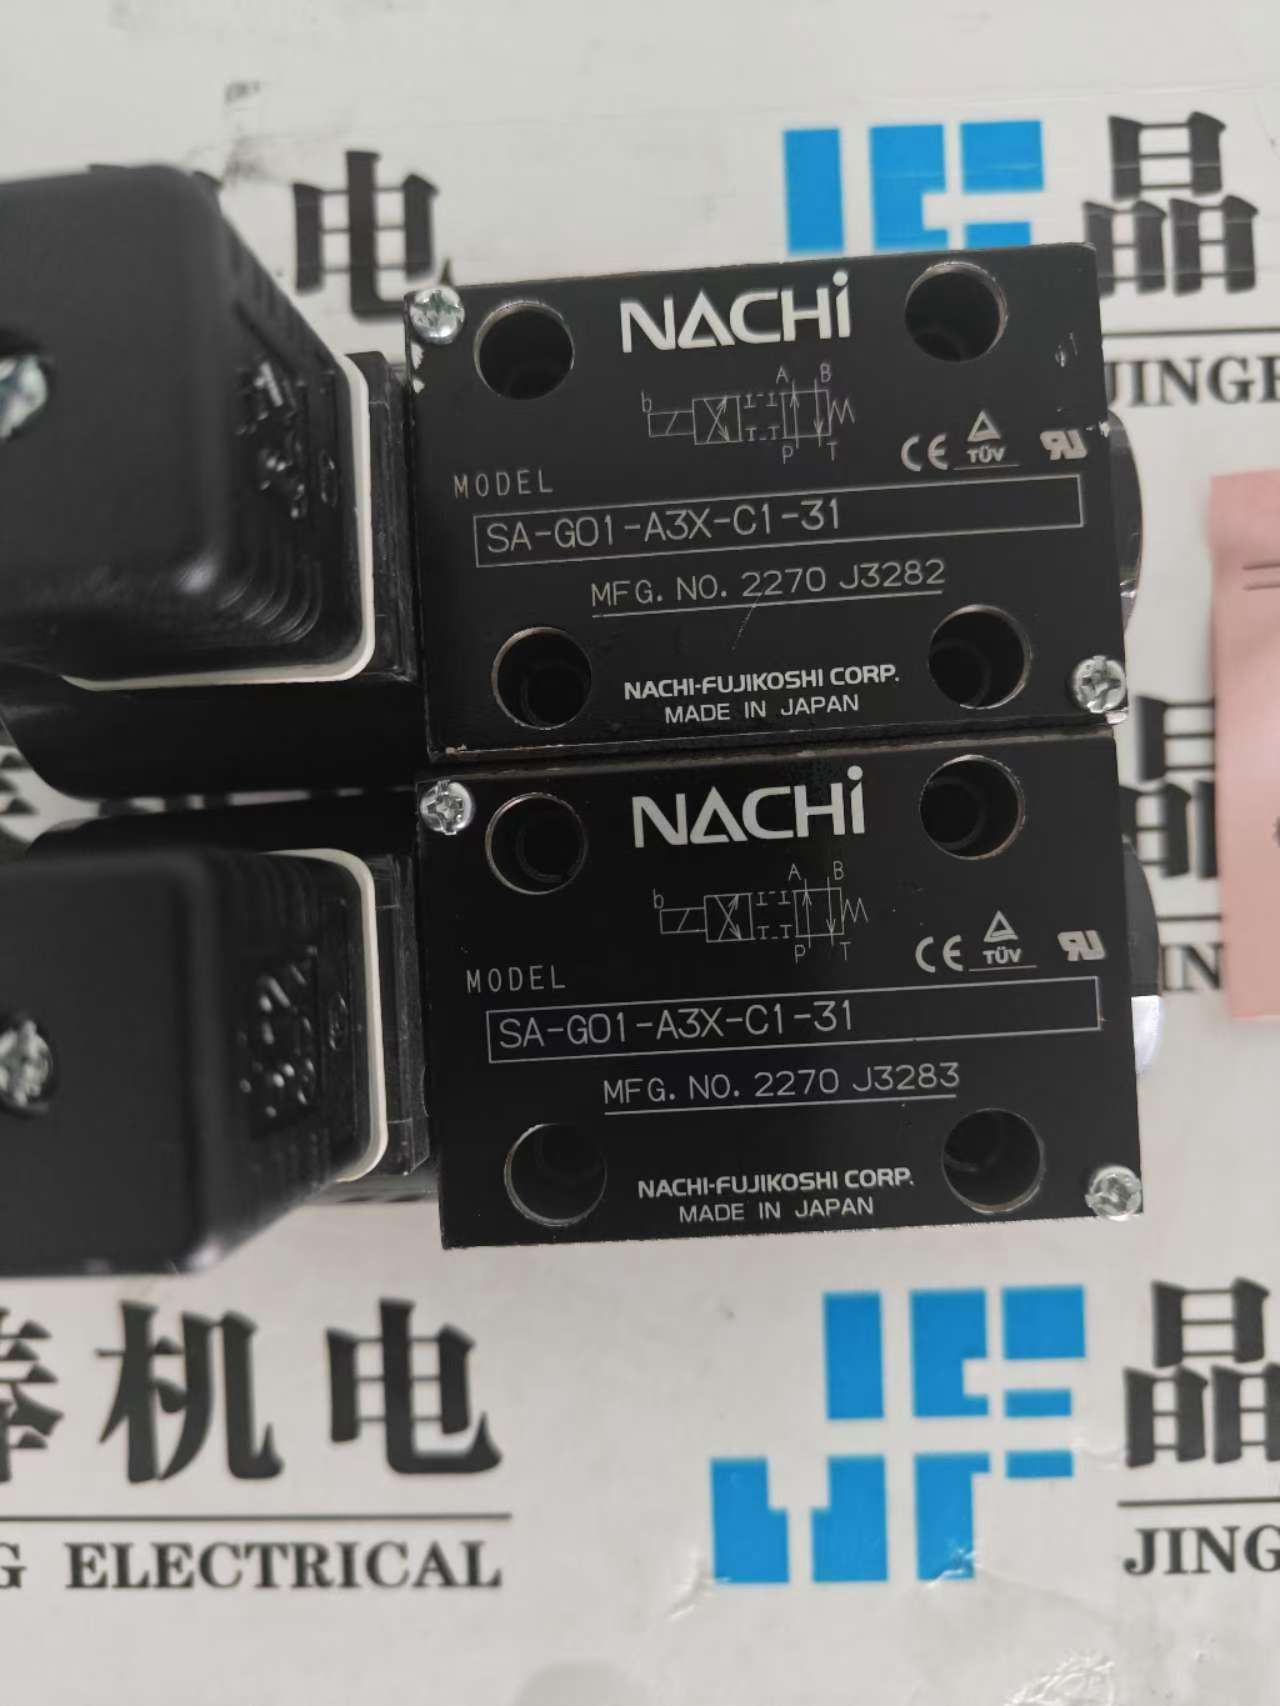 电
晶
JING
NACHi
A B
b
P T
CE TÜV
MODEL
SA-G01-A3X-C1-31
MFG. NO. 2270 J3282
NACHI-FUJIKOSHI CORP.
MADE IN JAPAN
NACHi
A B
b
P T
CE TÜV
MODEL
SA-G01-A3X-C1-31
MFG. NO. 2270 J3283
NACHI-FUJIKOSHI CORP.
MADE IN JAPAN
机电
晶
G ELECTRICAL
JING